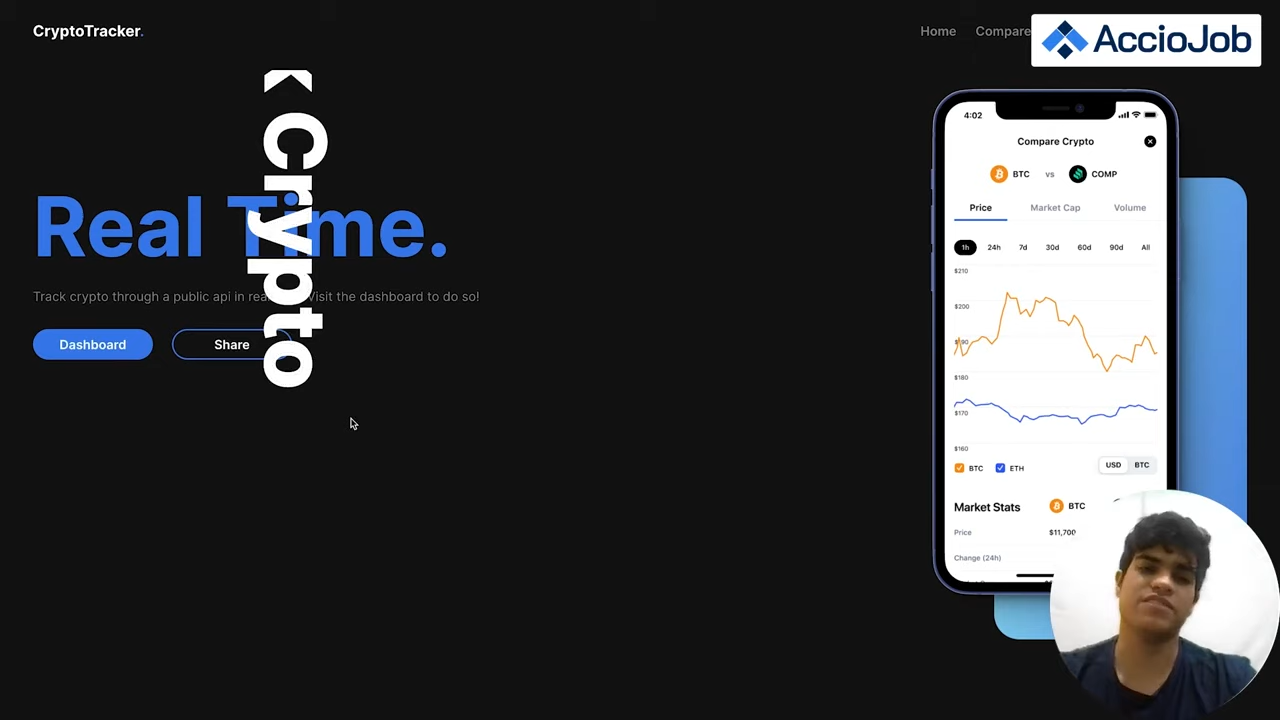 CryptoTracker.
Home
Compare
AccioJob
Crypto
Real Time.
Track crypto through a public api in Visit the dashboard to do so!
Dashboard
Share
4:02
Compare Crypto
BTC vs COMP
Price Market Cap Volume
1h 24h 7d 30d 60d 90d All
$210
$200
$190
$180
$170
$160
BTC ETH
USD BTC
Market Stats
BTC
Price
$11,700
Change (24h)